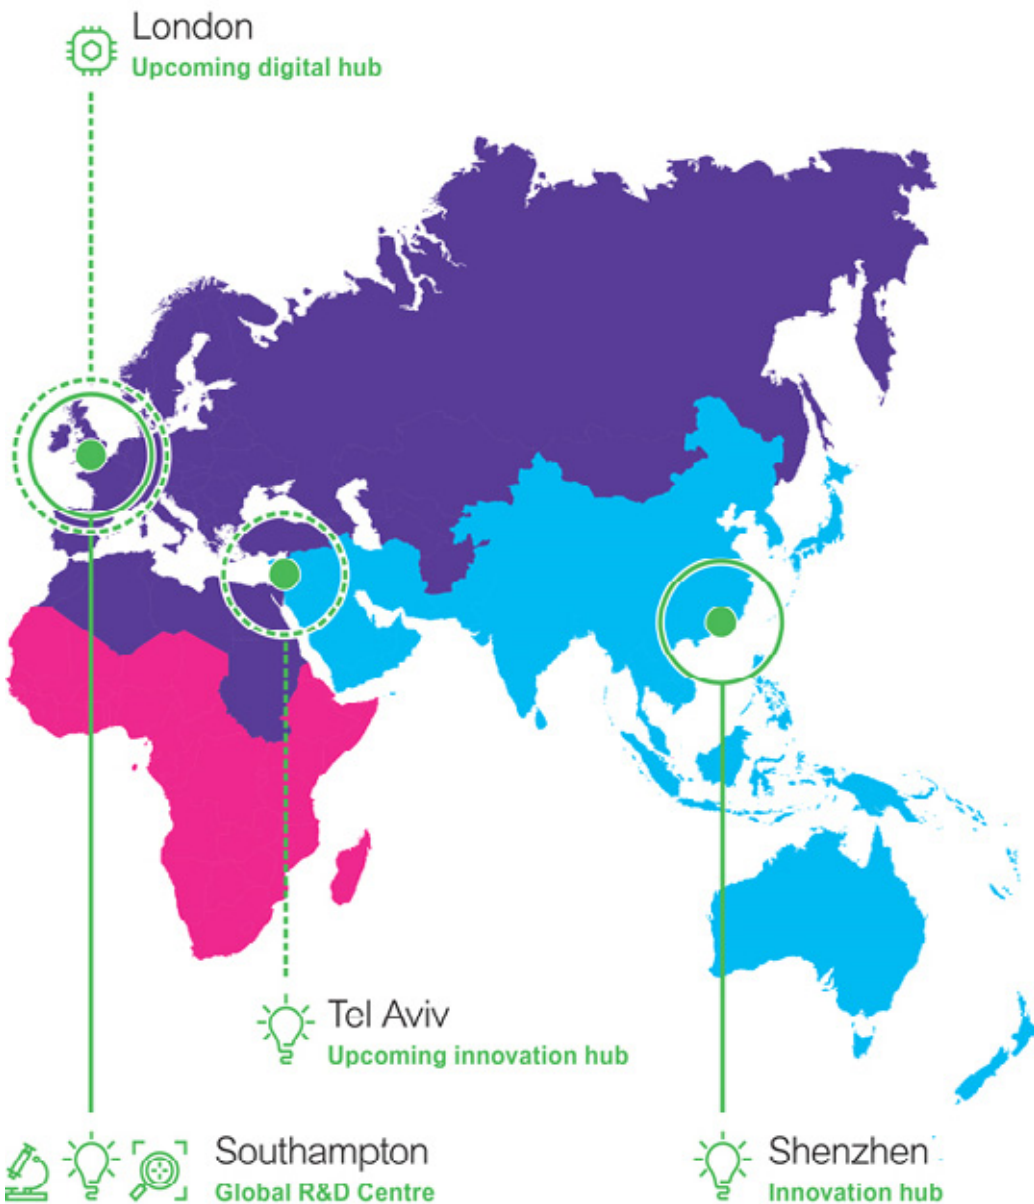 London
Upcoming digital hub
Tel Aviv
Upcoming innovation hub
Southampton
Global R&D Centre
Shenzhen
Innovation hub